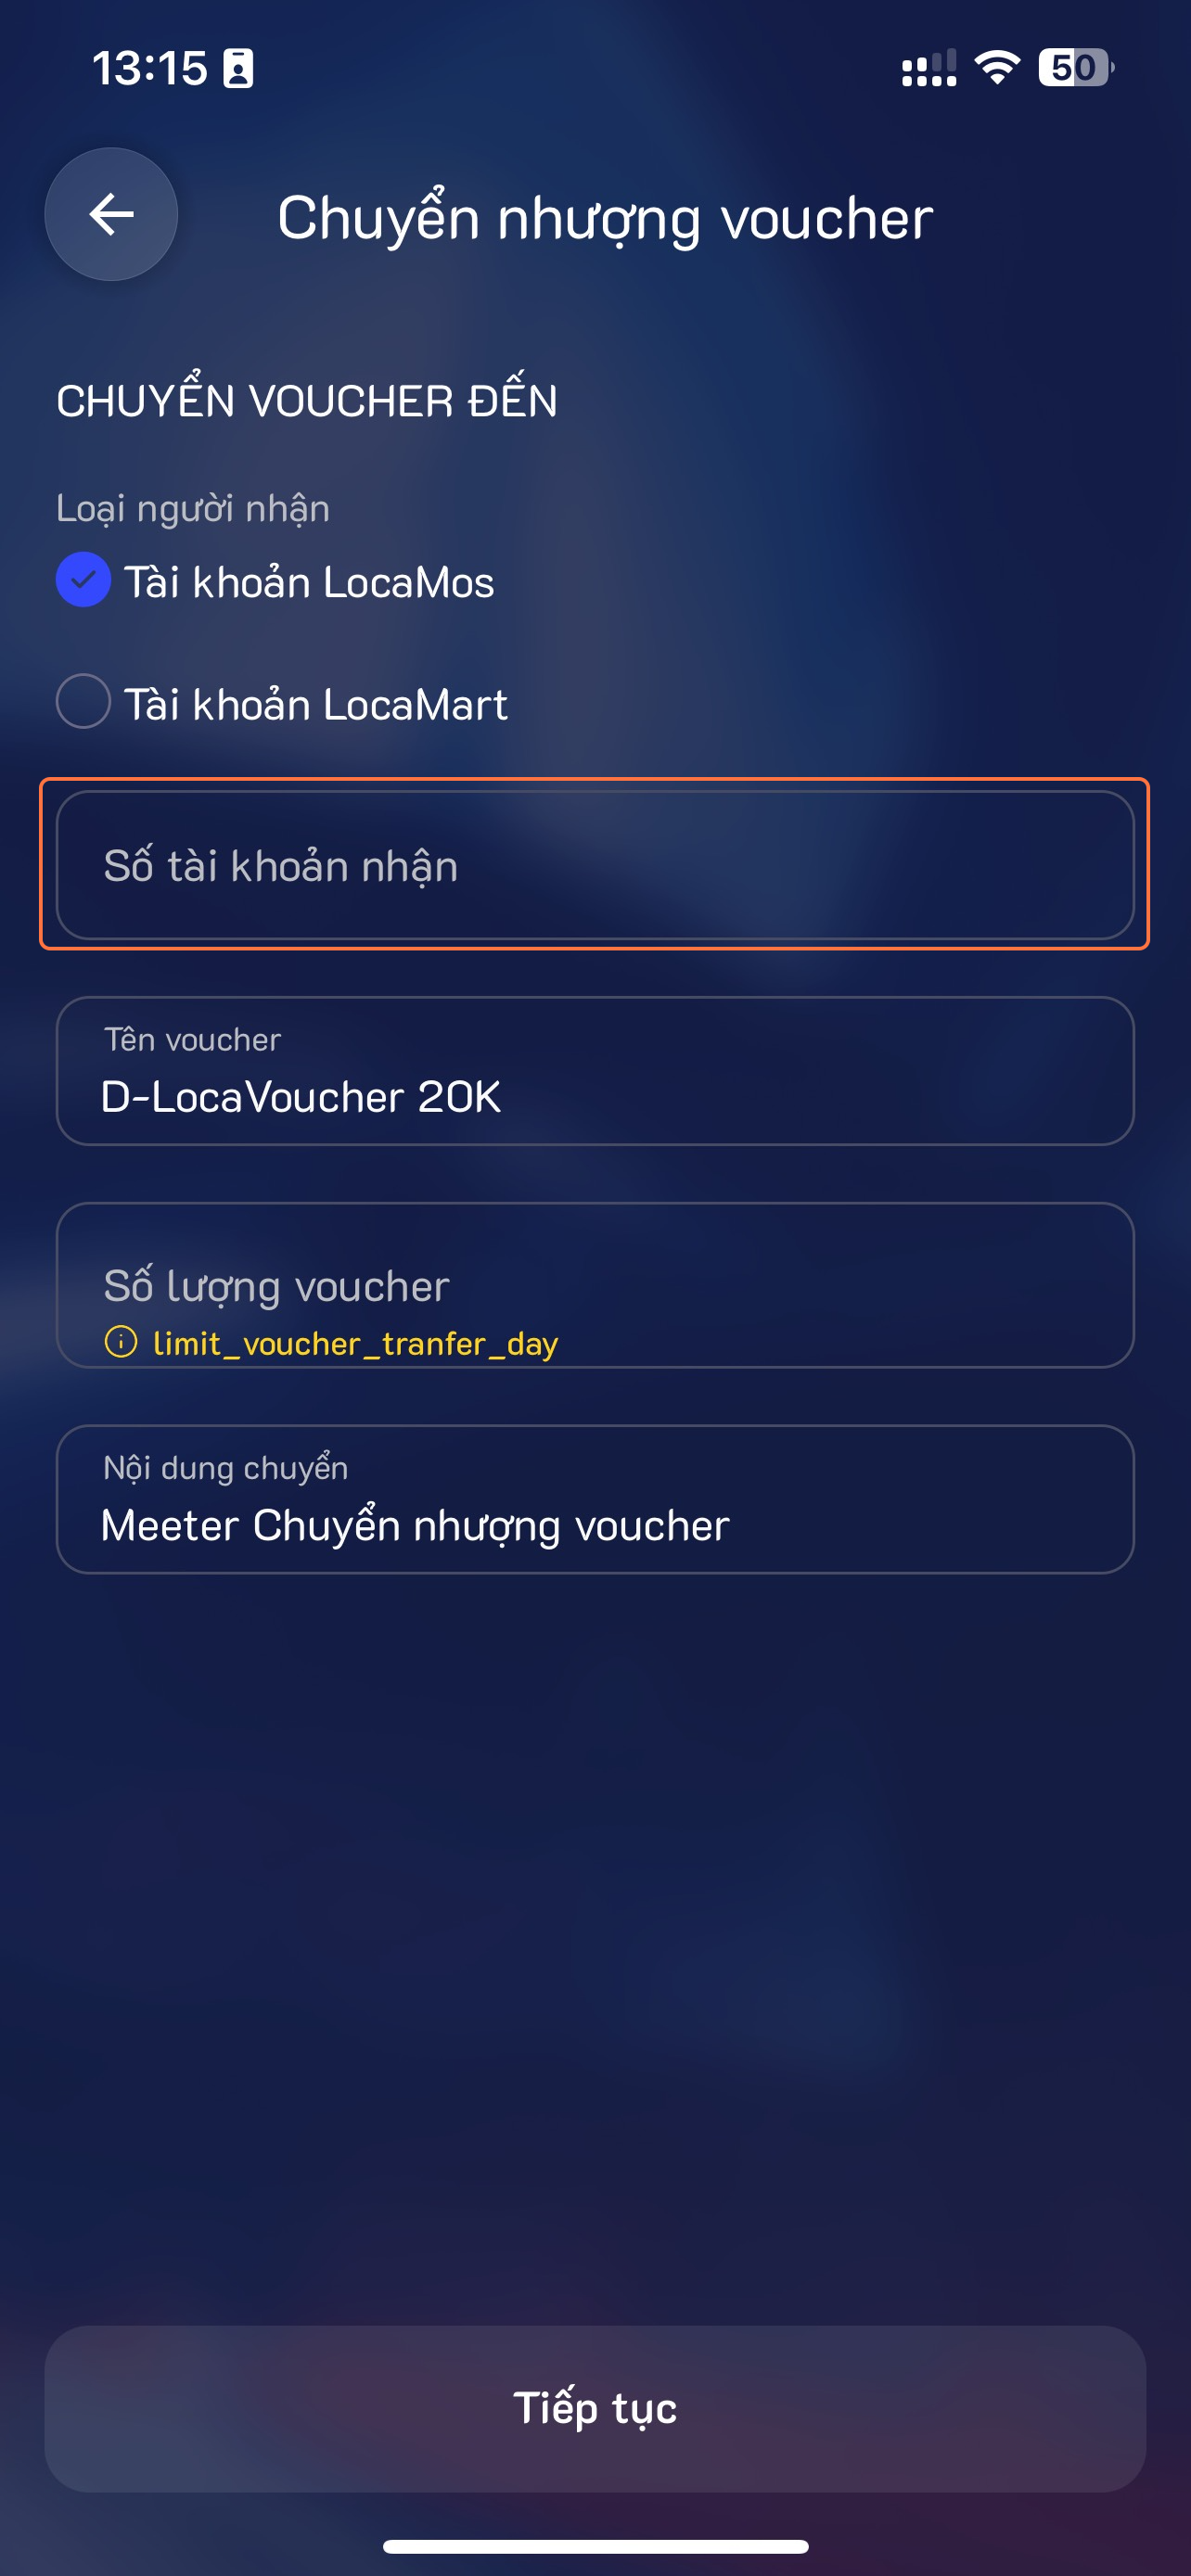 13:15
50
Chuyển nhượng voucher
CHUYỂN VOUCHER ĐẾN
Loại người nhận
Tài khoản LocaMos
Tài khoản LocaMart
Số tài khoản nhận
Tên voucher
D-LocaVoucher 20K
Số lượng voucher
limit_voucher_tranfer_day
Nội dung chuyển
Meeter Chuyển nhượng voucher
Tiếp tục